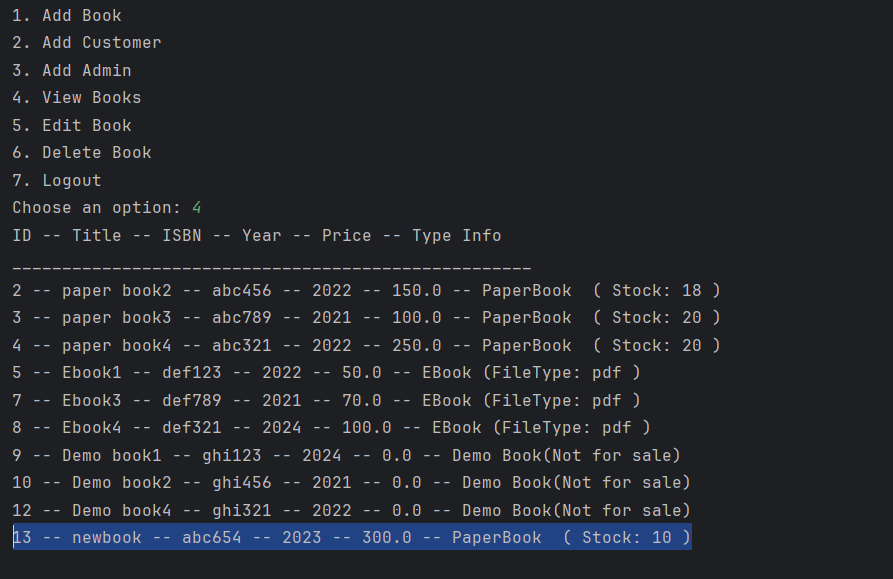 1. Add Book
2. Add Customer
3. Add Admin
4. View Books
5. Edit Book
6. Delete Book
7. Logout
Choose an option: 4
ID -- Title -- ISBN -- Year -- Price -- Type Info
____________________________________________________
2 -- paper book2 -- abc456 -- 2022 -- 150.0 -- PaperBook  ( Stock: 18 )
3 -- paper book3 -- abc789 -- 2021 -- 100.0 -- PaperBook  ( Stock: 20 )
4 -- paper book4 -- abc321 -- 2022 -- 250.0 -- PaperBook  ( Stock: 20 )
5 -- Ebook1 -- def123 -- 2022 -- 50.0 -- EBook (FileType: pdf )
7 -- Ebook3 -- def789 -- 2021 -- 70.0 -- EBook (FileType: pdf )
8 -- Ebook4 -- def321 -- 2024 -- 100.0 -- EBook (FileType: pdf )
9 -- Demo book1 -- ghi123 -- 2024 -- 0.0 -- Demo Book(Not for sale)
10 -- Demo book2 -- ghi456 -- 2021 -- 0.0 -- Demo Book(Not for sale)
12 -- Demo book4 -- ghi321 -- 2022 -- 0.0 -- Demo Book(Not for sale)
13 -- newbook -- abc654 -- 2023 -- 300.0 -- PaperBook  ( Stock: 10 )